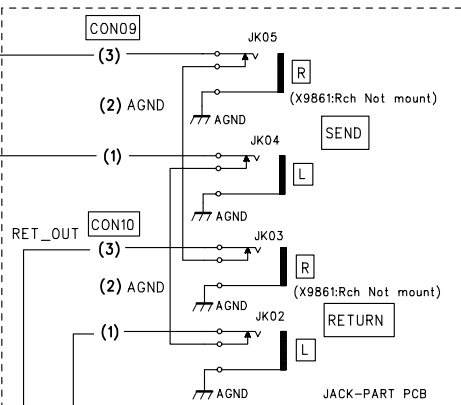 CON09
JK05
(3)
R
(X9861:Rch Not mount)
(2) AGND
AGND
SEND
JK04
(1)
L
AGND
CON10
RET_OUT
JK03
(3)
R
(2) AGND
(X9861:Rch Not mount)
AGND
JK02
RETURN
(1)
L
AGND
JACK-PART PCB